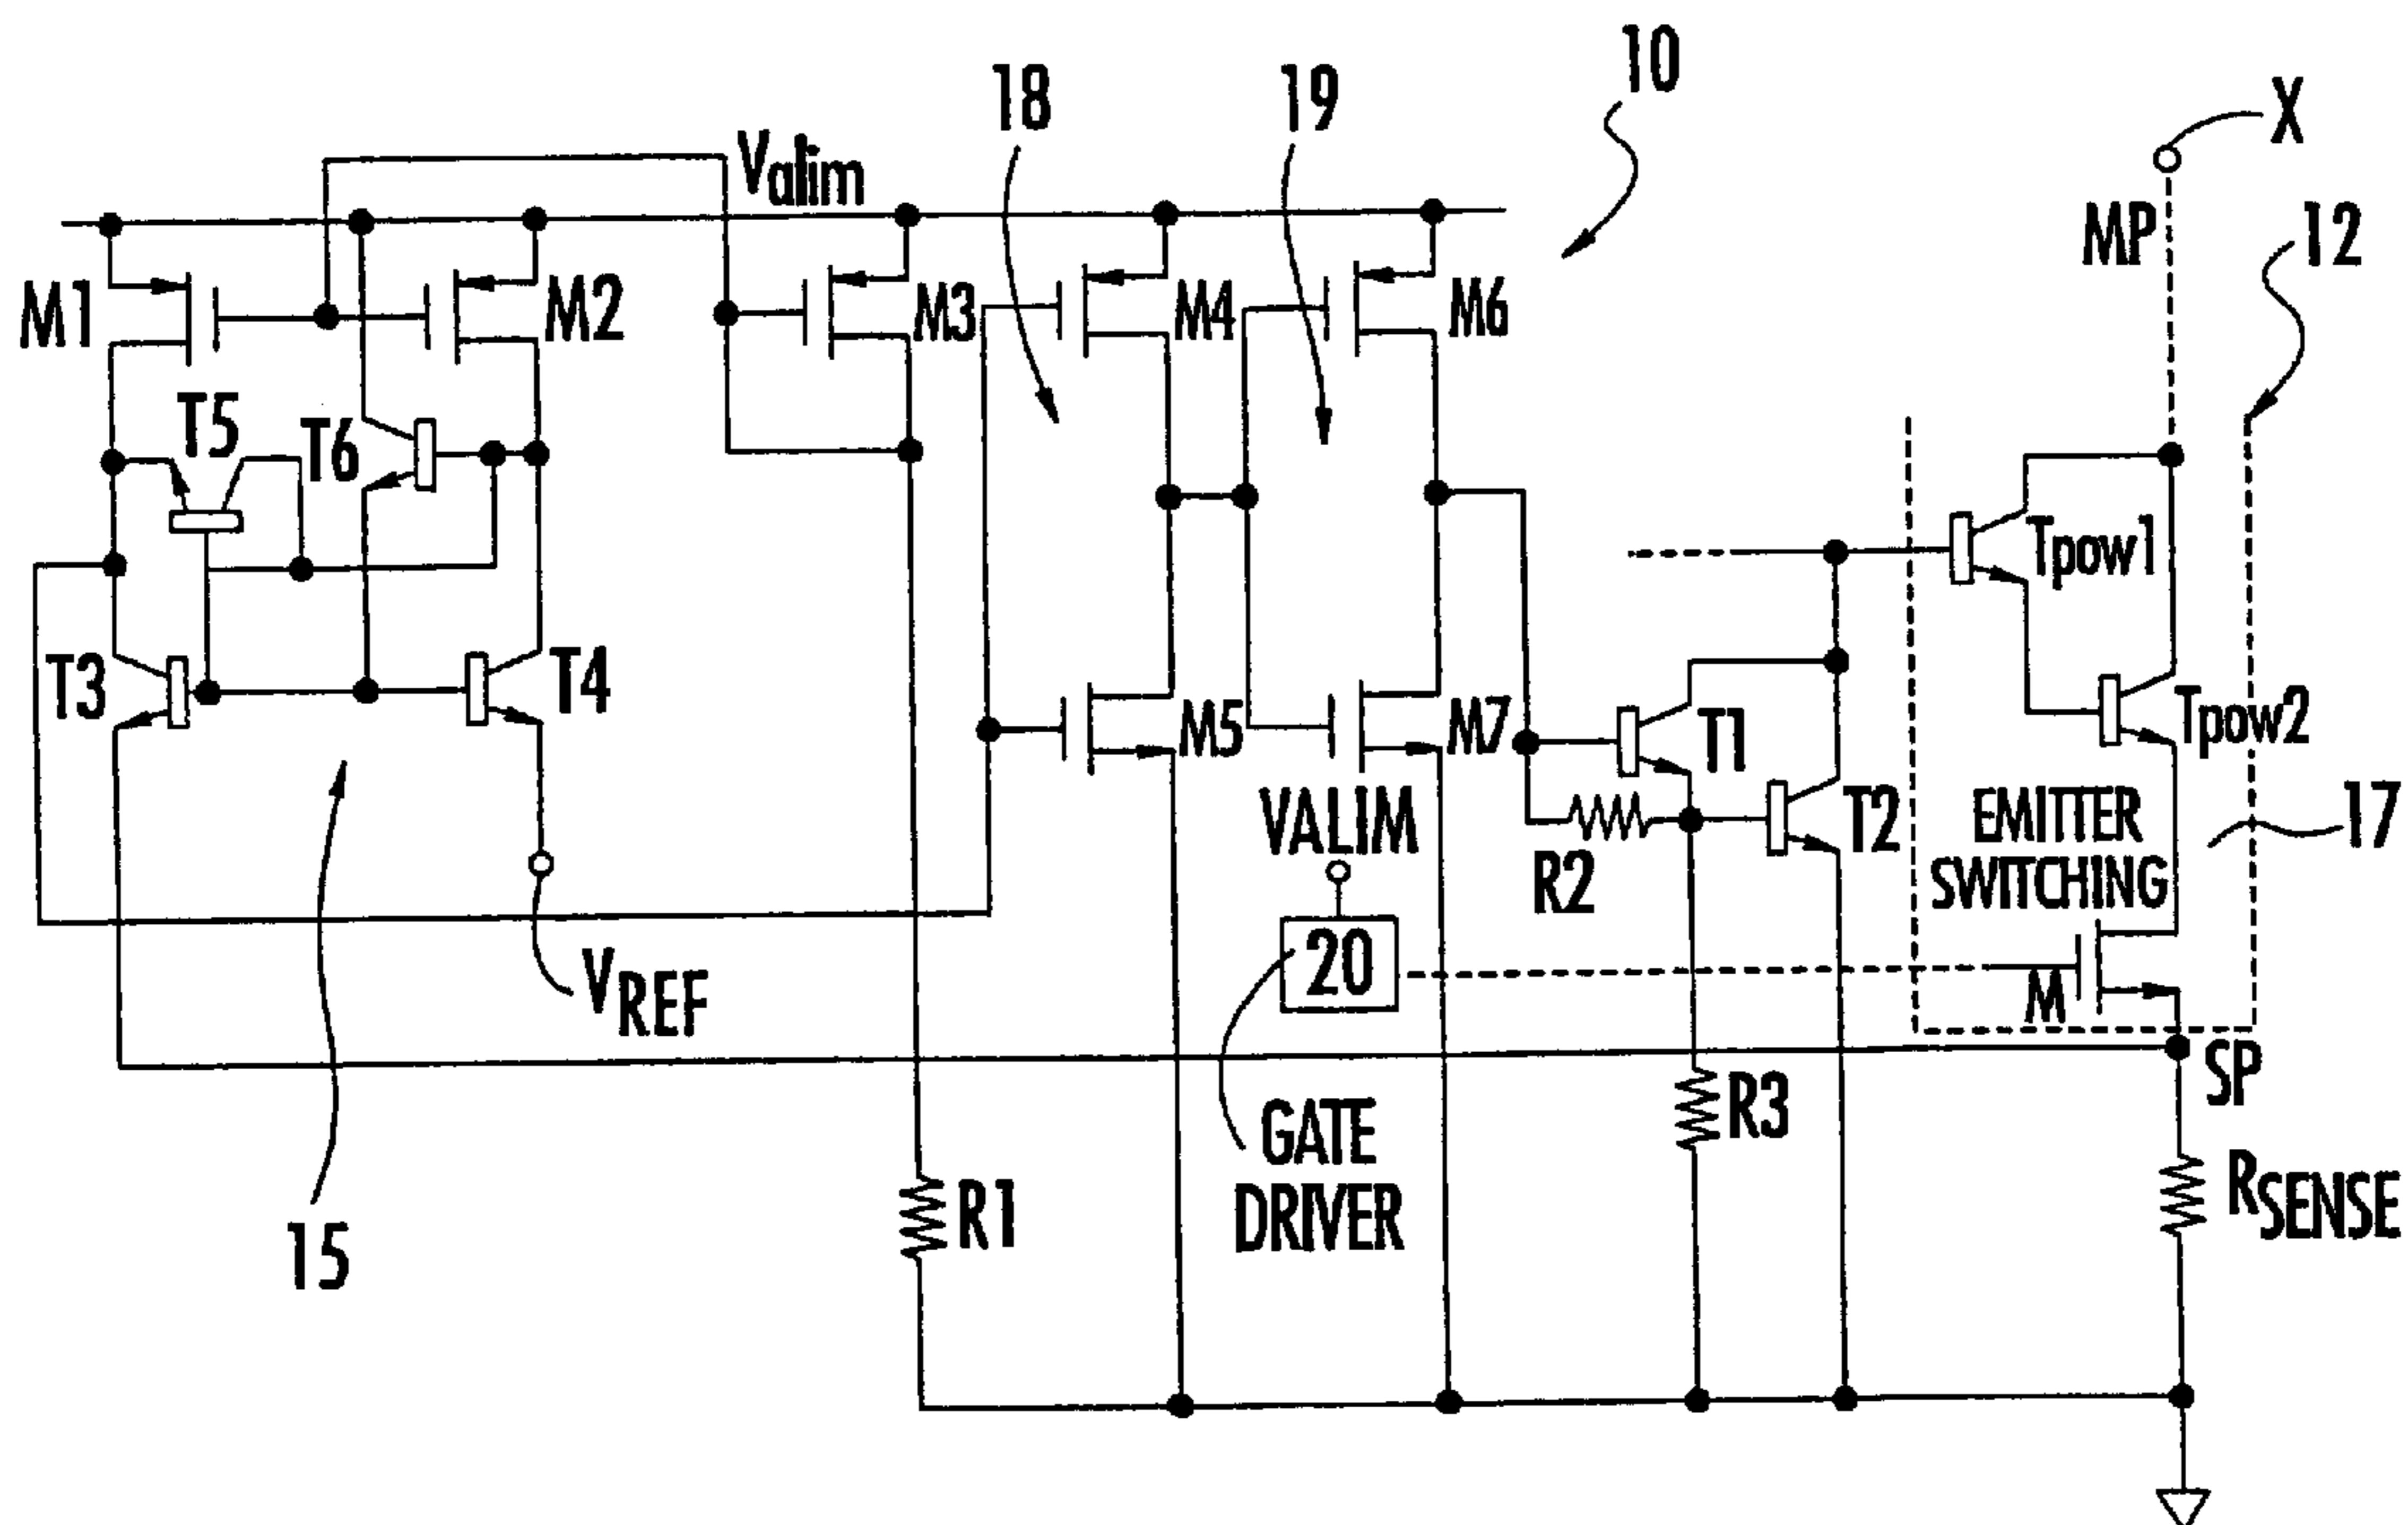 10
18
19
X
Valim
MP
12
M1
M2
M3
M4
M6
T5
T6
Tpow1
T3
T4
M5
M7
T1
Tpow2
VALIM
EMITTER
SWITCHING
17
R2
T2
20
M
VREF
SP
GATE
DRIVER
R3
R1
RSENSE
15